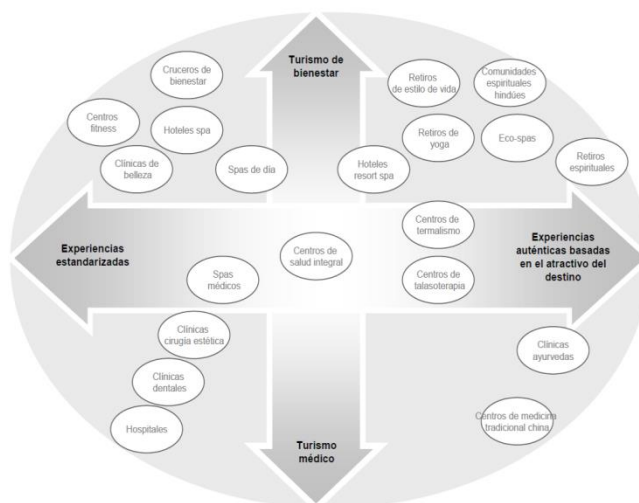 Turismo de
bienestar
Cruceros de
bienestar
Retiros
de estilo de vida
Comunidades
espirituales
hindúes
Centros
fitness
Hoteles spa
Retiros de
yoga
Eco-spas
Clínicas de
belleza
Spas de día
Hoteles
resort spa
Retiros
espirituales
Centros de
termalismo
Experiencias
estandarizadas
Centros de
salud integral
Experiencias
auténticas basadas
en el atractivo del
destino
Spas
médicos
Centros de
talasoterapia
Clínicas
cirugía estética
Clínicas
ayurvedas
Clínicas
dentales
Hospitales
Centros de medicina
tradicional china
Turismo
médico